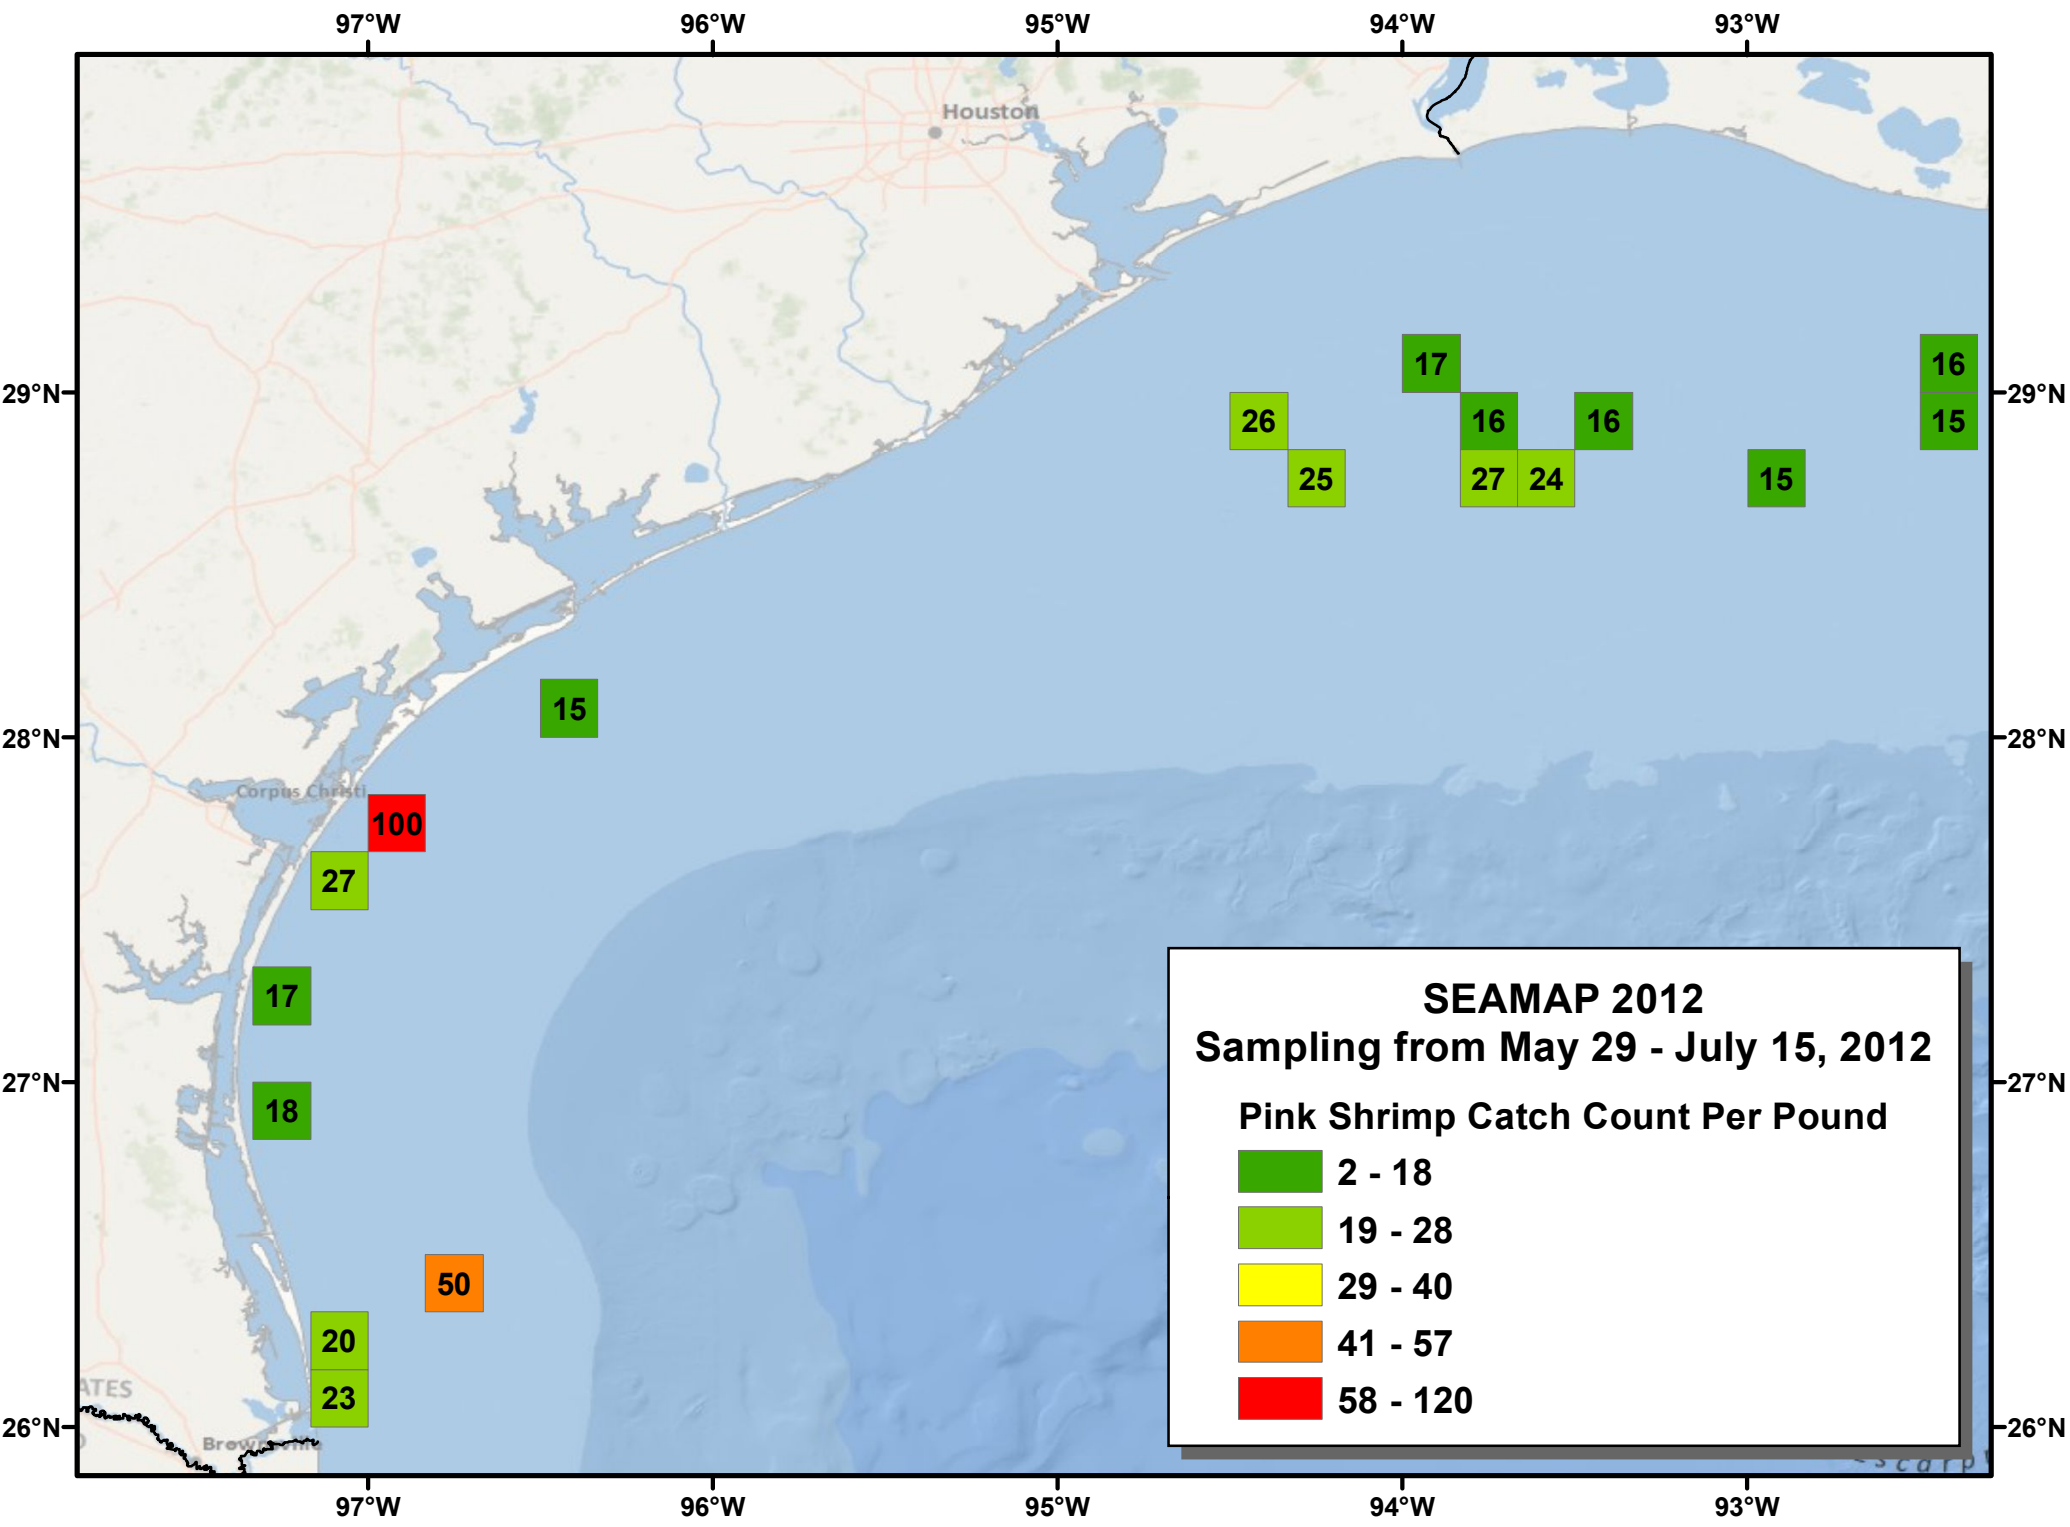 97°W 96°W 95°W 94°W 93°W
Houston
17 16
29°N 29°N
26 16 16 15
25 27 24 15
15
28°N 28°N
Corpus Christi
100
27
17
SEAMAP 2012
Sampling from May 29 - July 15, 2012
27°N 27°N
18
Pink Shrimp Catch Count Per Pound
2 - 18
19 - 28
50
29 - 40
20
41 - 57
ATES
23
58 - 120
26°N 26°N
Brownsville
97°W 96°W 95°W 94°W 93°W